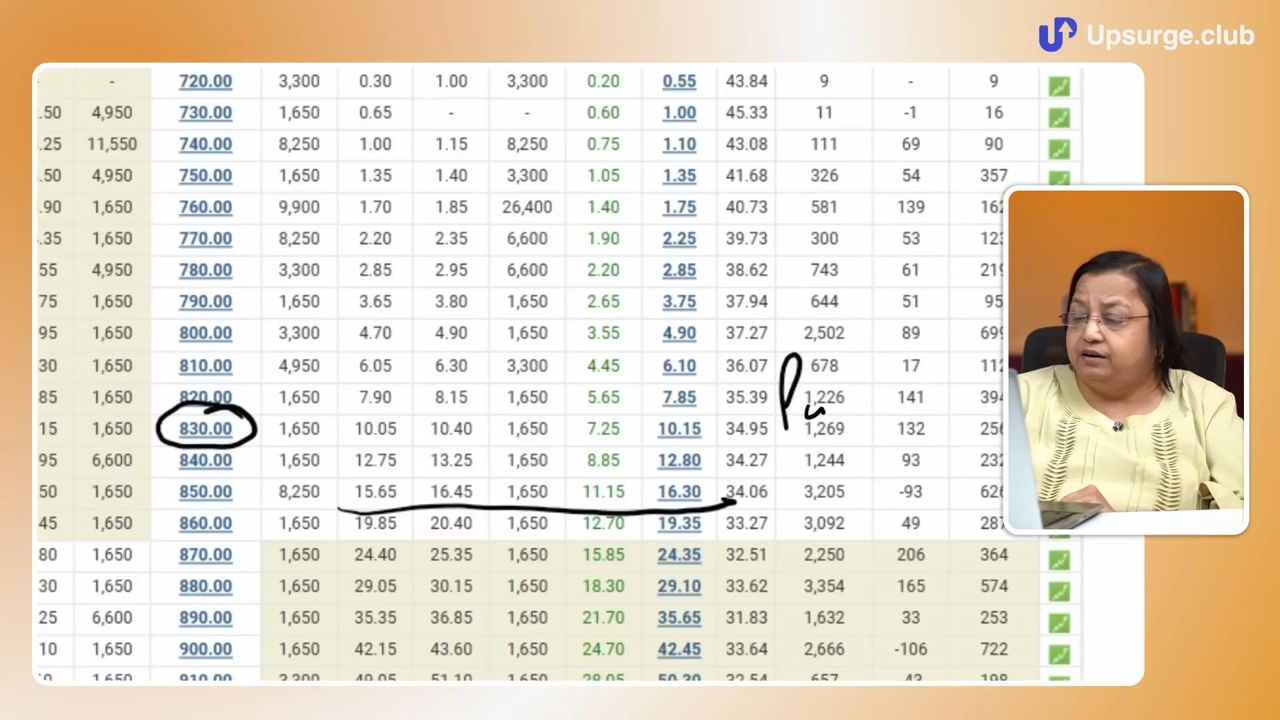 Upsurge.club
- 720.00 3,300 0.30 1.00 3,300 0.20 0.55 43.84 9 - 9
.50 4,950 730.00 1,650 0.65 - - 0.60 1.00 45.33 11 -1 16
.25 11,550 740.00 8,250 1.00 1.15 8,250 0.75 1.10 43.08 111 69 90
.50 4,950 750.00 1,650 1.35 1.40 3,300 1.05 1.35 41.68 326 54 357
.90 1,650 760.00 9,900 1.70 1.85 26,400 1.40 1.75 40.73 581 139 162
.35 1,650 770.00 8,250 2.20 2.35 6,600 1.90 2.25 39.73 300 53 123
55 4,950 780.00 3,300 2.85 2.95 6,600 2.20 2.85 38.62 743 61 219
75 1,650 790.00 1,650 3.65 3.80 1,650 2.65 3.75 37.94 644 51 95
95 1,650 800.00 3,300 4.70 4.90 1,650 3.55 4.90 37.27 2,502 89 699
30 1,650 810.00 4,950 6.05 6.30 3,300 4.45 6.10 36.07 678 17 112
85 1,650 820.00 1,650 7.90 8.15 1,650 5.65 7.85 35.39 1,226 141 394
15 1,650 830.00 1,650 10.05 10.40 1,650 7.25 10.15 34.95 1,269 132 256
95 6,600 840.00 1,650 12.75 13.25 1,650 8.85 12.80 34.27 1,244 93 232
50 1,650 850.00 8,250 15.65 16.45 1,650 11.15 16.30 34.06 3,205 -93 626
45 1,650 860.00 1,650 19.85 20.40 1,650 12.70 19.35 33.27 3,092 49 287
80 1,650 870.00 1,650 24.40 25.35 1,650 15.85 24.35 32.51 2,250 206 364
30 1,650 880.00 1,650 29.05 30.15 1,650 18.30 29.10 33.62 3,354 165 574
25 6,600 890.00 1,650 35.35 36.85 1,650 21.70 35.65 31.83 1,632 33 253
10 1,650 900.00 1,650 42.15 43.60 1,650 24.70 42.45 33.64 2,666 -106 722
Pu